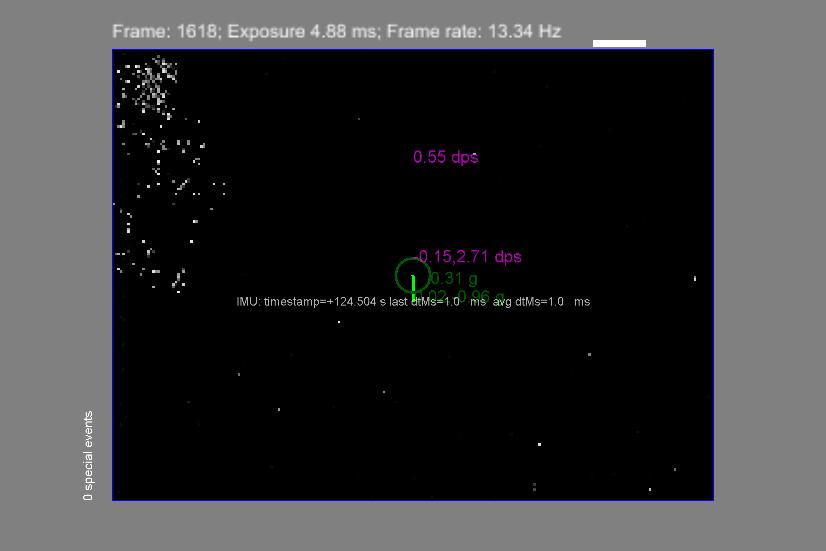 Frame: 1618; Exposure 4.88 ms; Frame rate: 13.34 Hz
0.55 dps
-0.15,2.71 dps
0.31 g
0.96 g
IMU: timestamp=+124.504 s last dtMs=1.0 ms avg dtMs=1.0 ms
0 special events